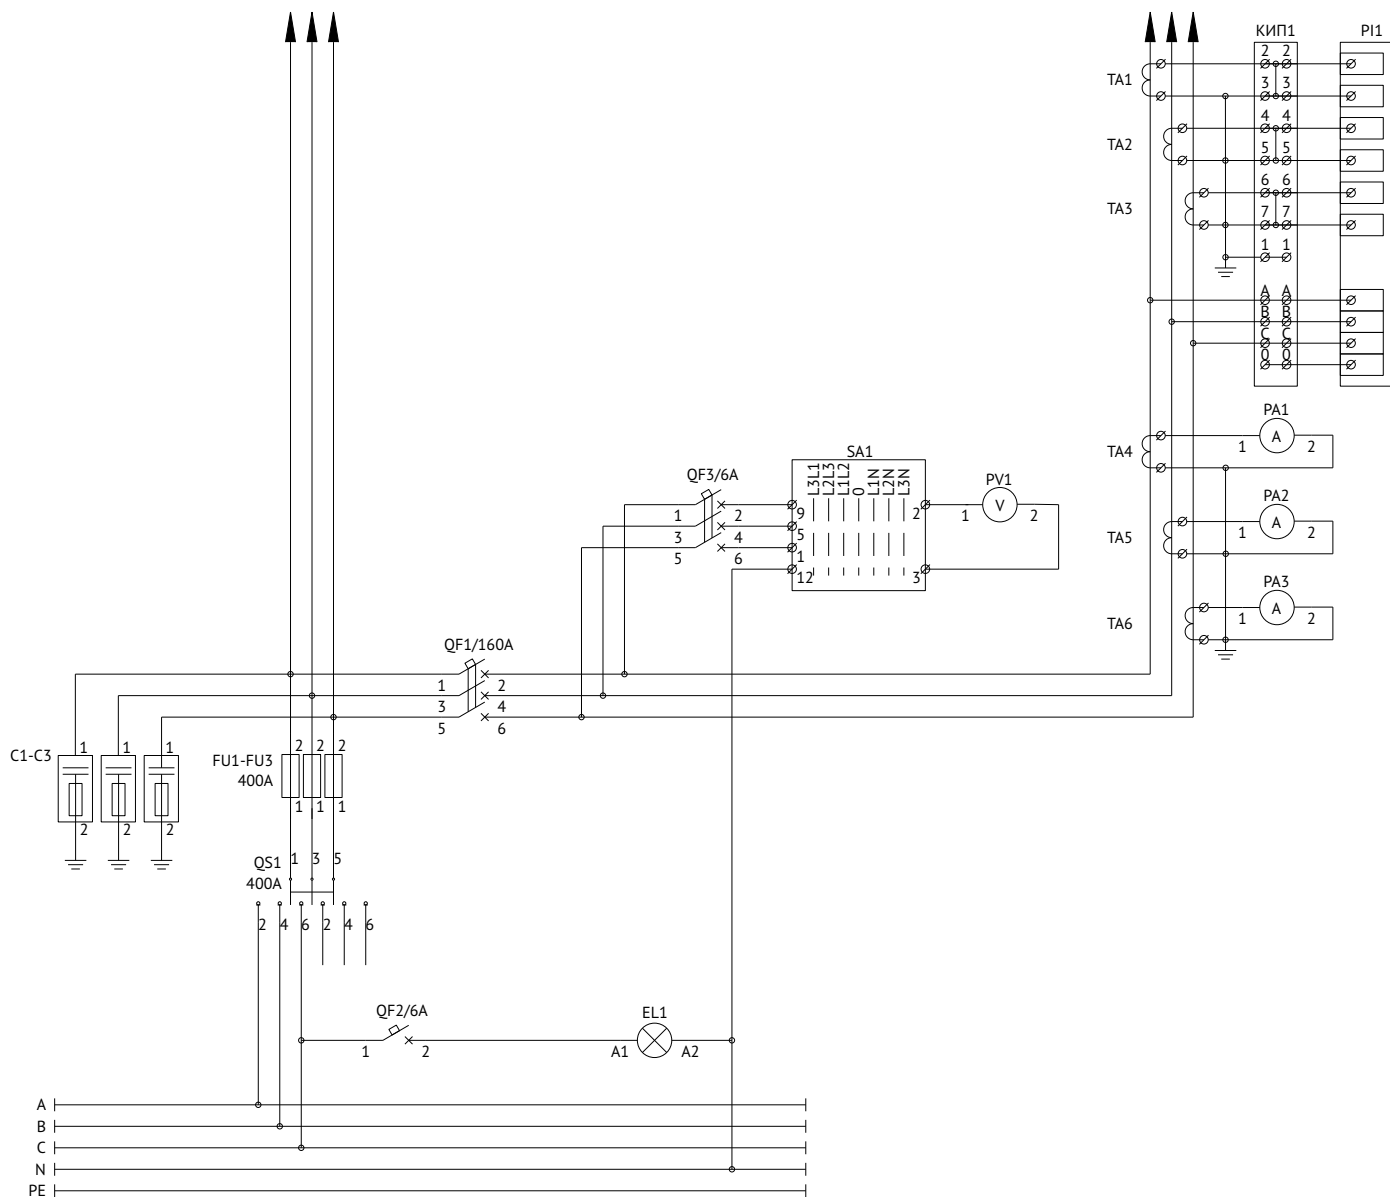 КИП1 PI1
2 2
TA1
3 3
4 4
TA2
5 5
6 6
TA3
7 7
1 1
A A
B B
C C
0 0
PA1
A
1 2
TA4
SA1
QF3/6A
L3L1 L2L3 L1L2 0 L1N L2N L3N
PV1
V
1 2
9 2
1 2
PA2
A
1 2
3 4
5
TA5
5 6
1
12 3
PA3
A
1 2
TA6
QF1/160A
1 2
3 4
5 6
C1-C3
1 1 1
2 2 2
FU1-FU3
400A
2 2 2
1 1 1
QS1
400A
1 3 5
2 4 6 2 4 6
QF2/6A
1 2
EL1
A1 A2
A
B
C
N
PE